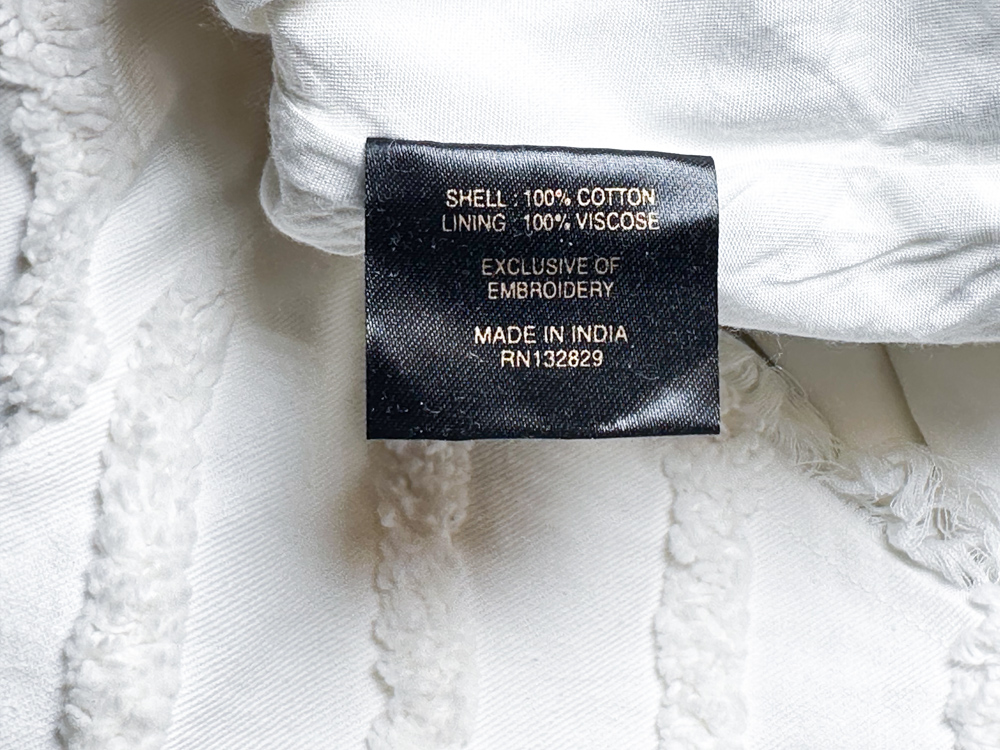 SHELL : 100% COTTON
LINING : 100% VISCOSE
EXCLUSIVE OF
EMBROIDERY
MADE IN INDIA
RN132829